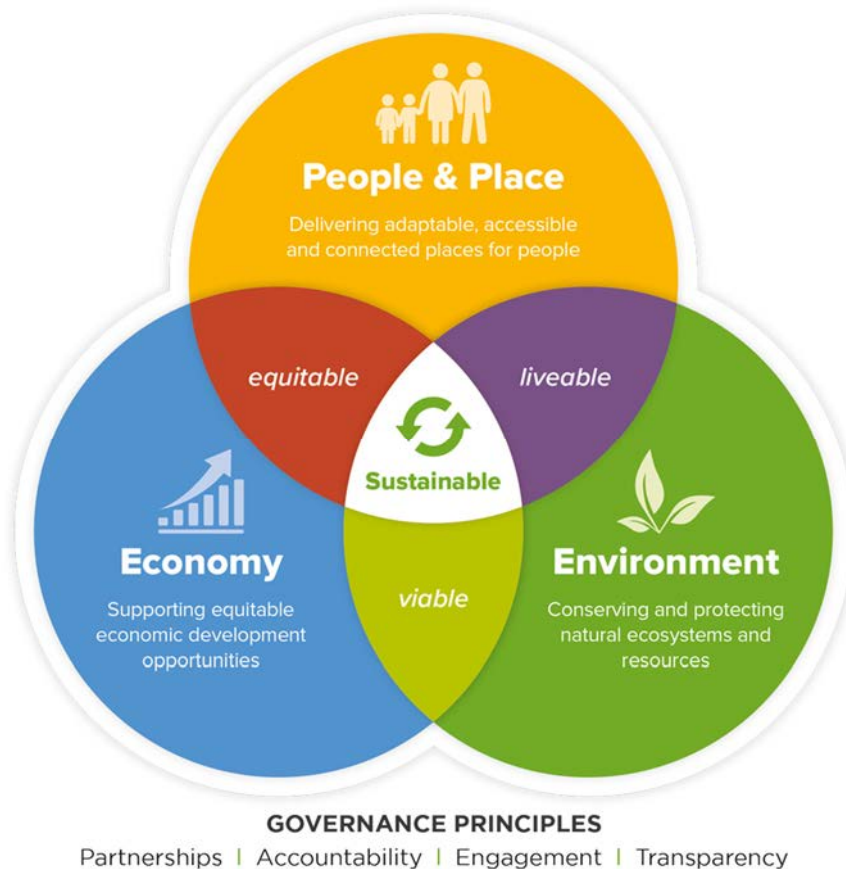 People & Place
Delivering adaptable, accessible
and connected places for people
equitable
liveable
Sustainable
Economy
Supporting equitable
economic development
opportunities
viable
Environment
Conserving and protecting
natural ecosystems and
resources
GOVERNANCE PRINCIPLES
Partnerships | Accountability | Engagement | Transparency